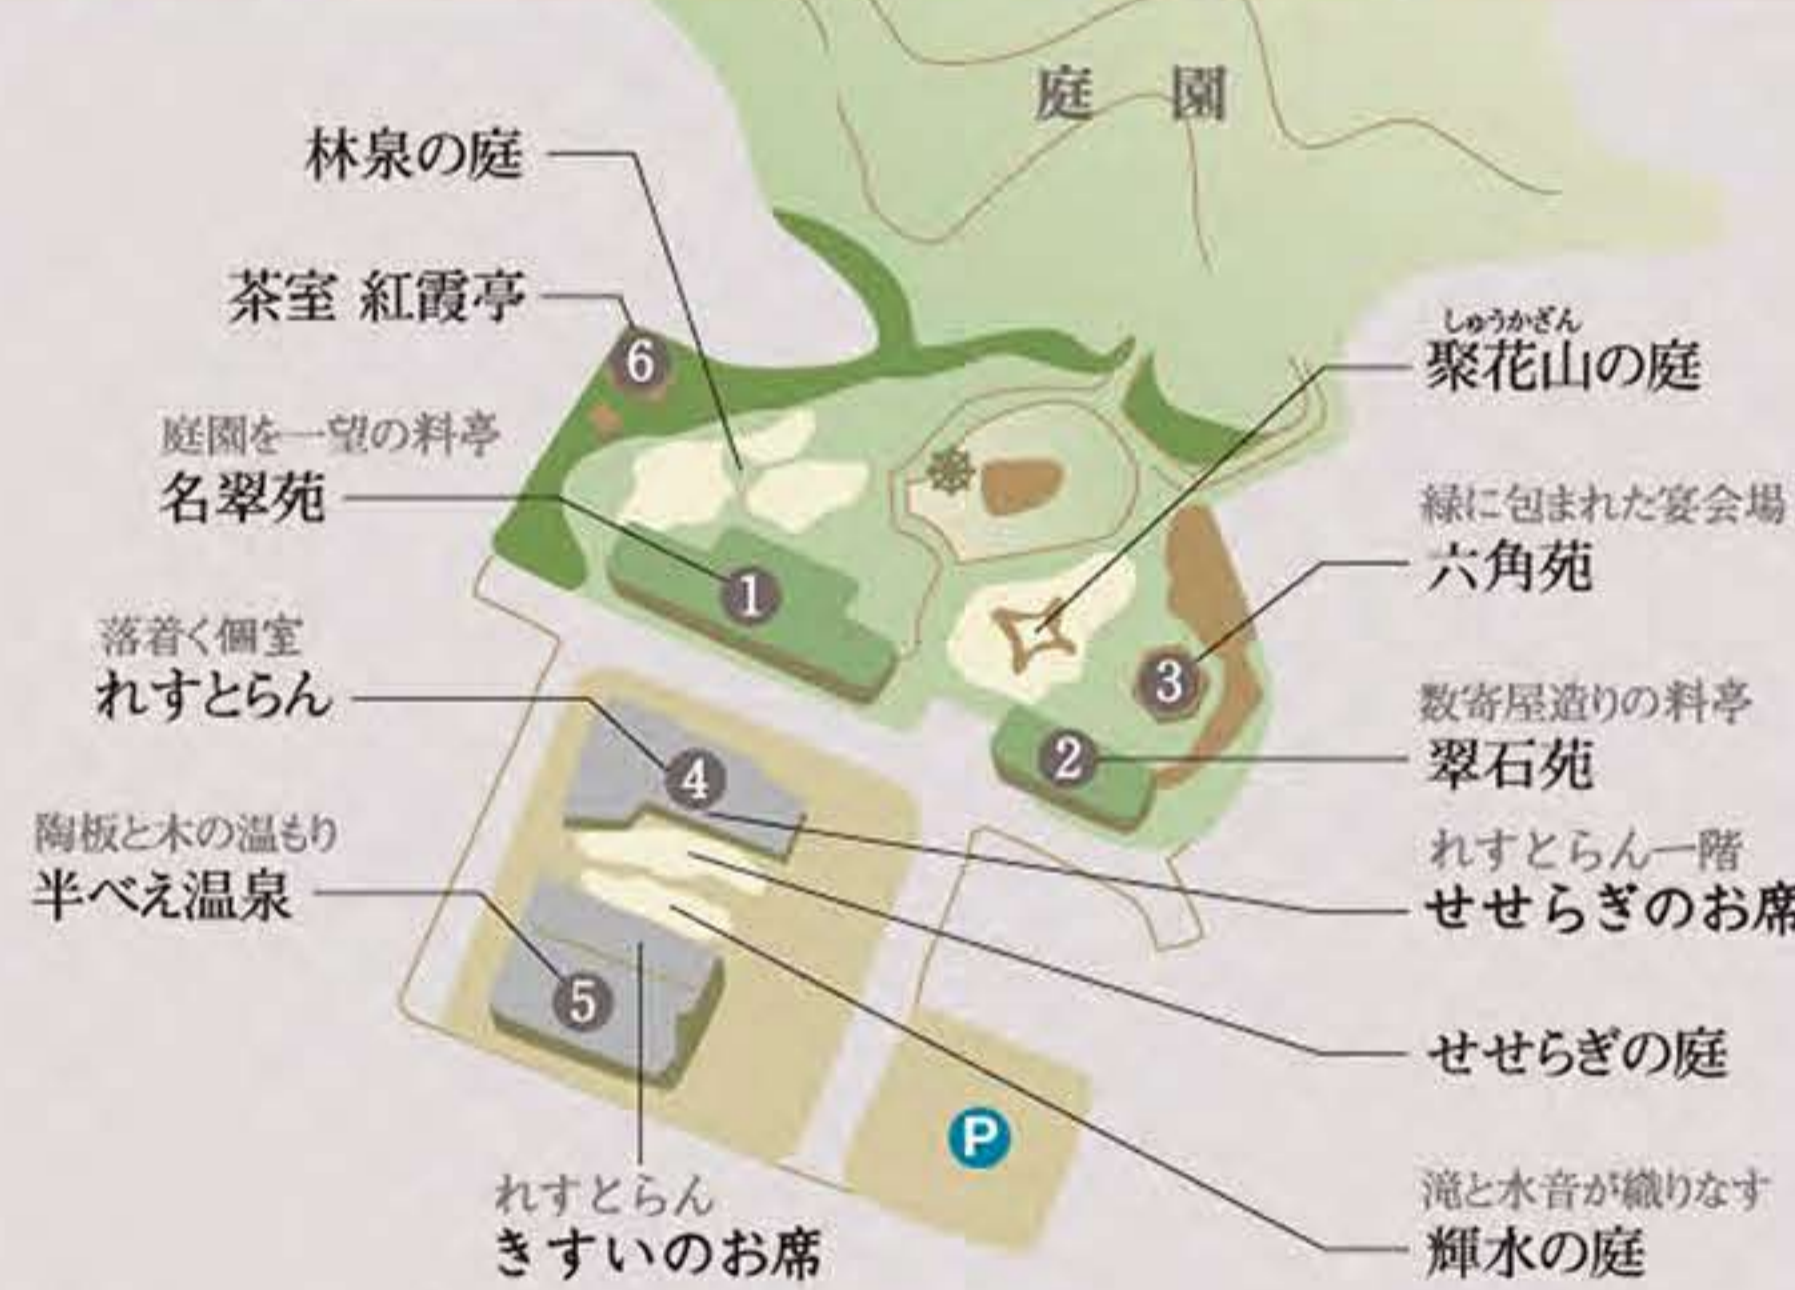 庭 園
林泉の庭
茶室 紅霞亭
6
庭園を一望の料亭
名翠苑
1
落着く個室
れすとらん
4
陶板と木の温もり
半べえ温泉
5
れすとらん
きすいのお席
しゅうかざん
聚花山の庭
緑に包まれた宴会場
六角苑
3
数寄屋造りの料亭
翠石苑
2
れすとらん一階
せせらぎのお席
せせらぎの庭
滝と水音が織りなす
輝水の庭
P